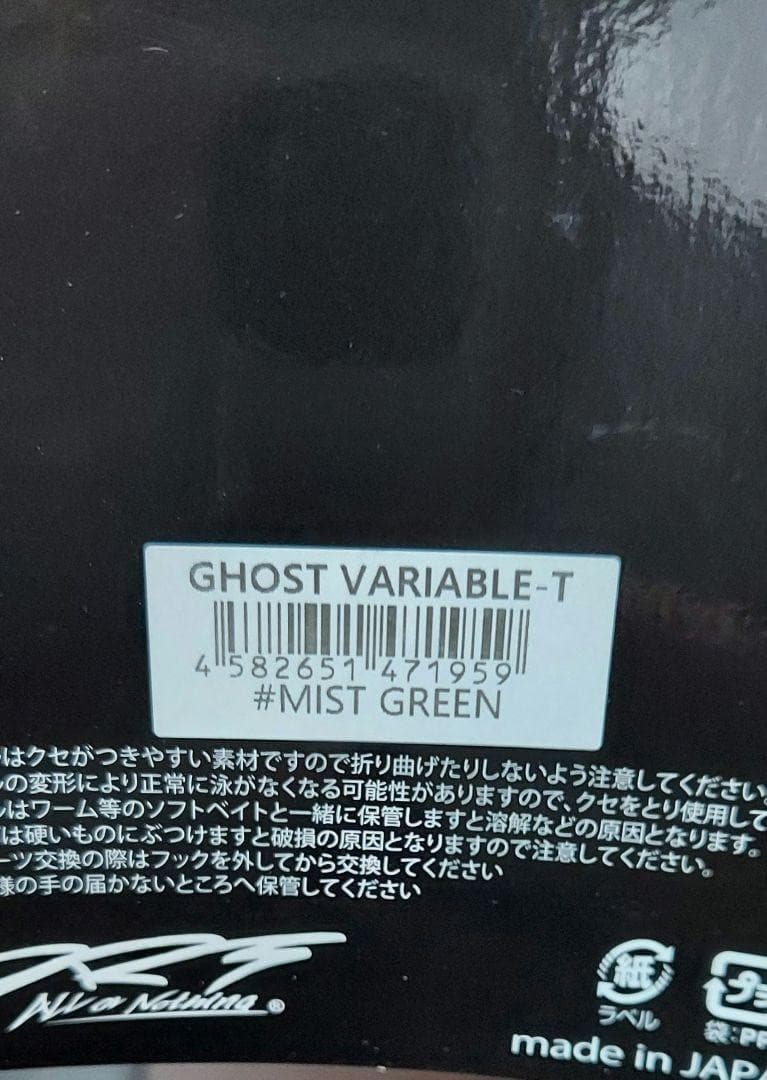 GHOST VARIABLE-T
4 582651 471959
#MIST GREEN
はクセがつきやすい素材ですので折り曲げたりしないよう注意してください。
ルの変形により正常に泳がなくなる可能性がありますので、クセをとり使用して
ルはワーム等のソフトベイトと一緒に保管しますと溶解などの原因となります。
は硬いものにぶつけますと破損の原因となりますので注意してください。
ーツ交換の際はフックを外してから交換してください
様の手の届かないところへ保管してください
All or Nothing ®
紙
ラベル
プ
袋:PP
made in JAPA